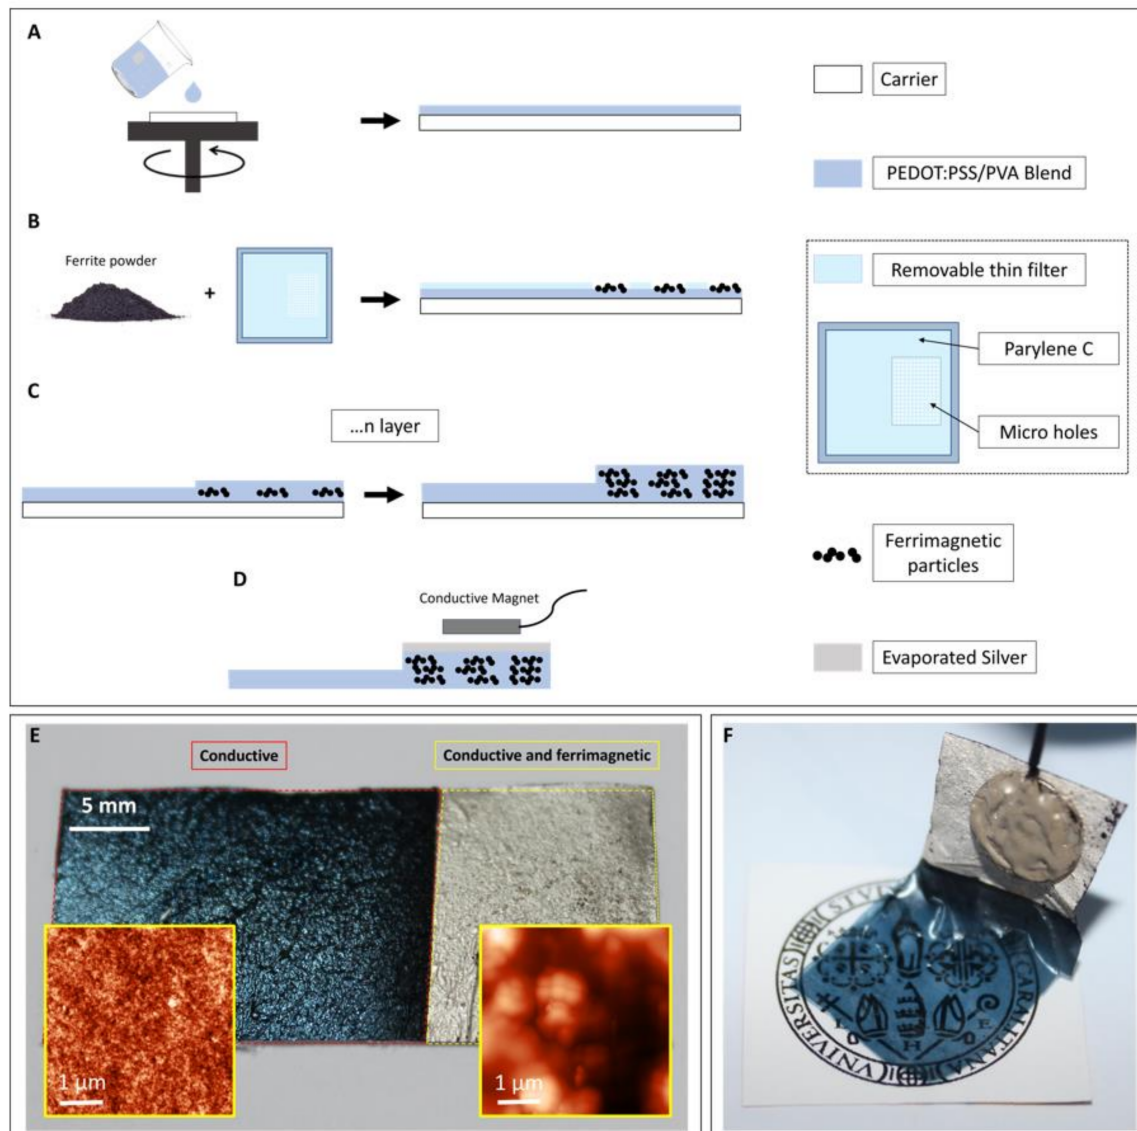 A
Carrier
PEDOT:PSS/PVA Blend
B
Ferrite powder
+
Removable thin filter
Parylene C
Micro holes
C
...n layer
Ferrimagnetic
particles
D
Conductive Magnet
Evaporated Silver
E
Conductive
Conductive and ferrimagnetic
5 mm
1 μm
1 μm
F
VNIVERSITAS